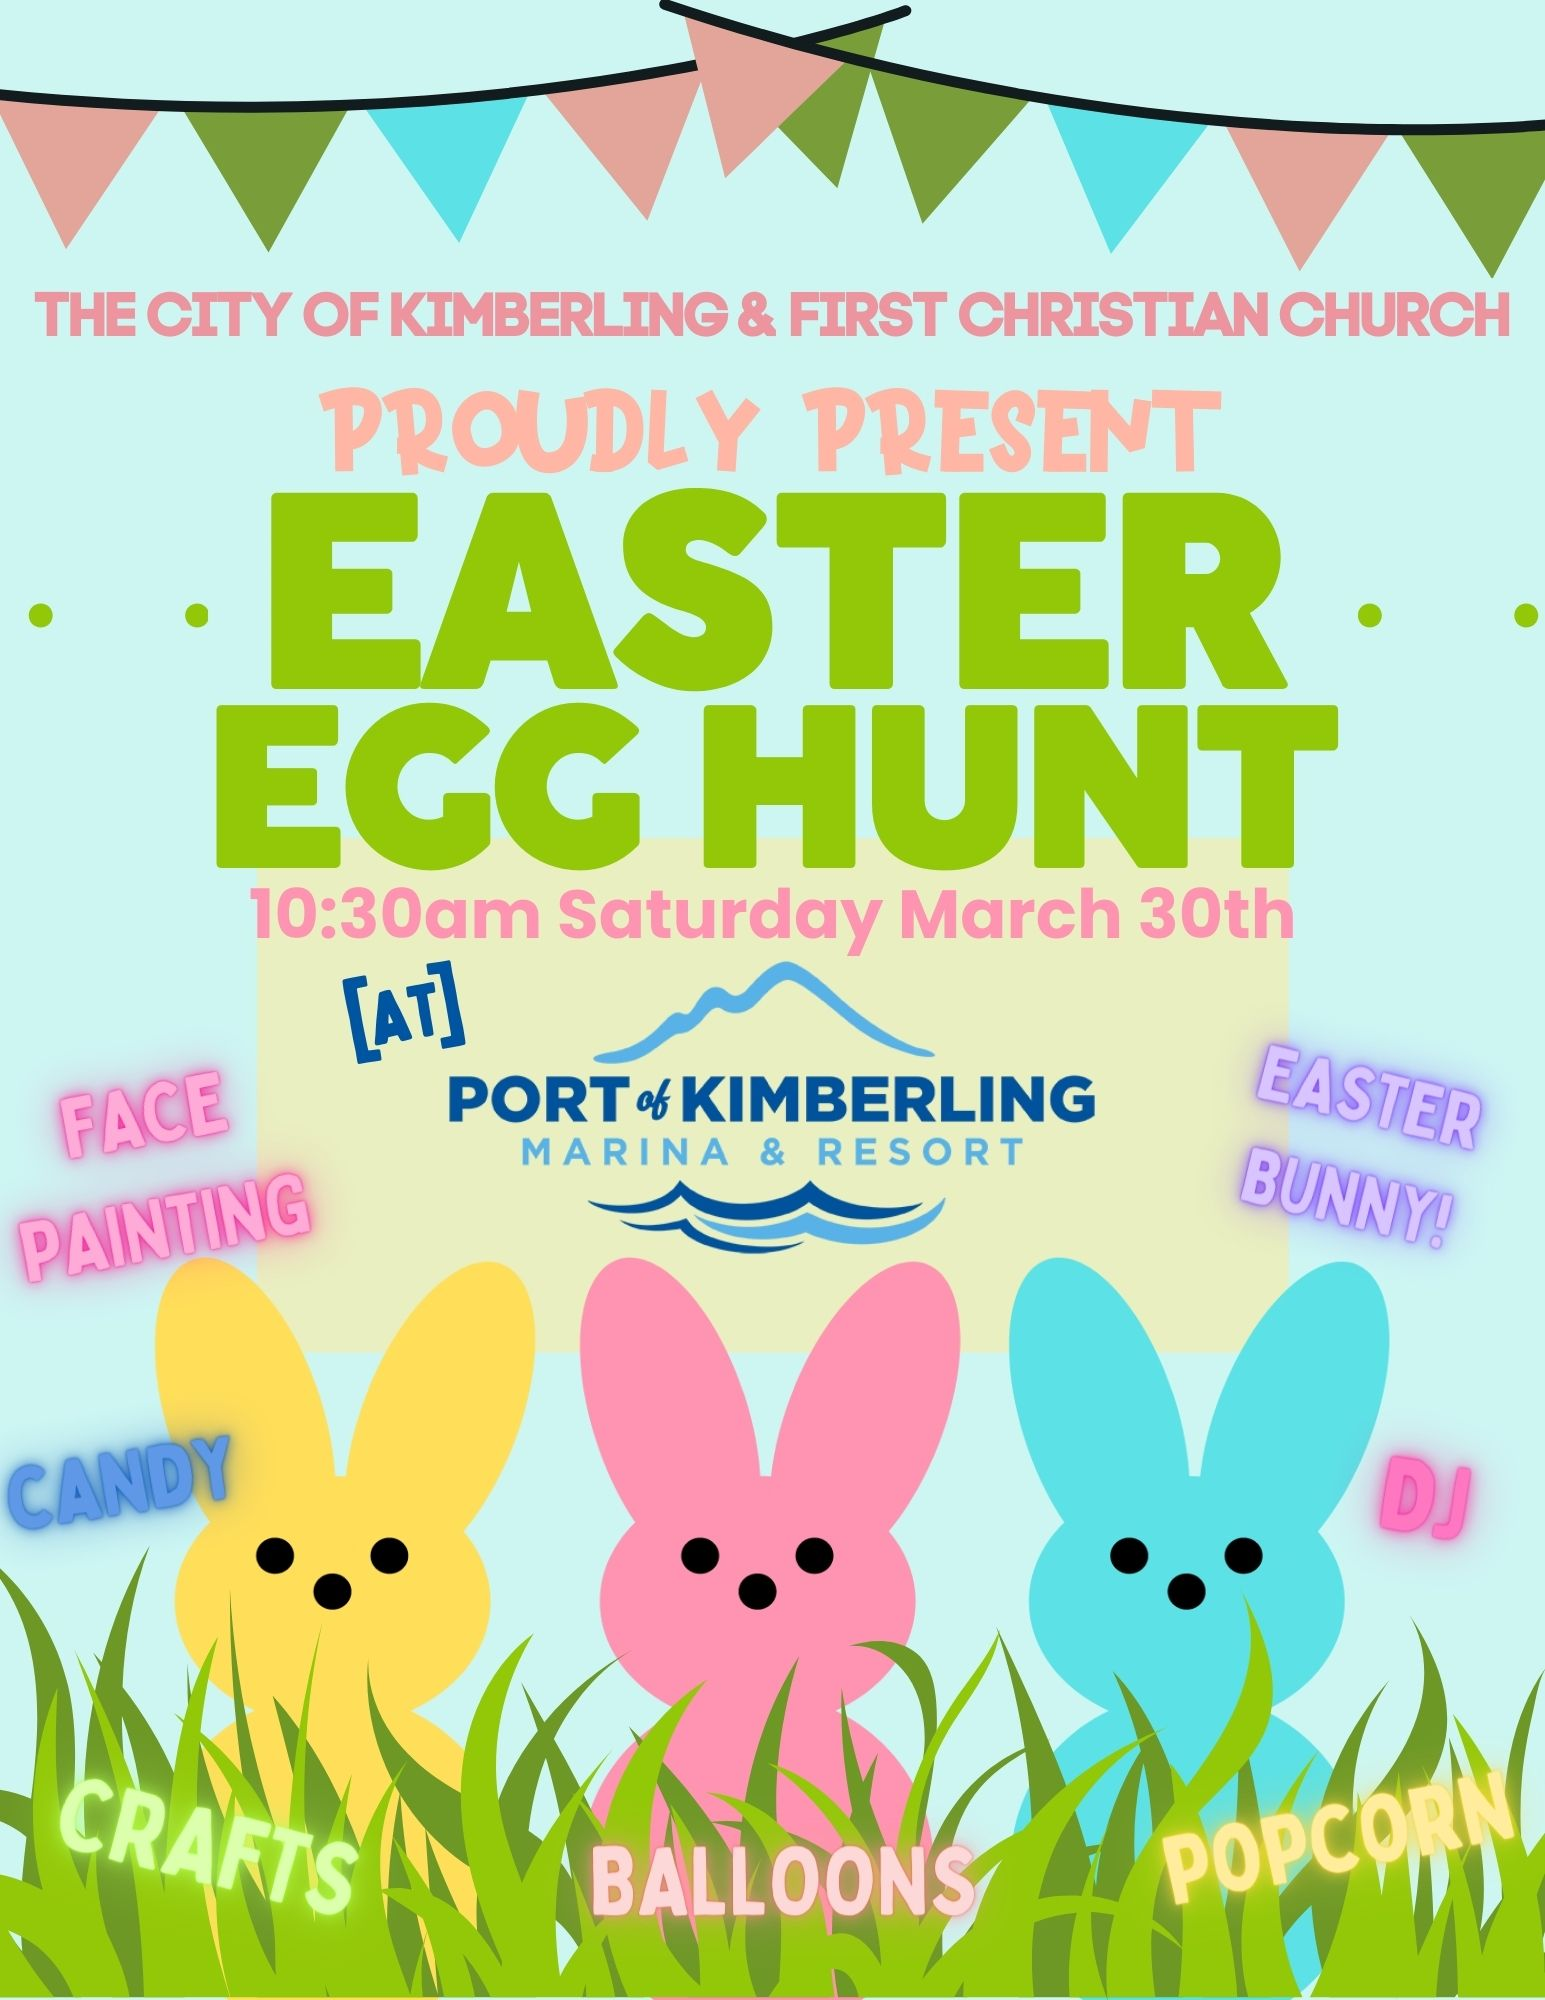 THE CITY OF KIMBERLING & FIRST CHRISTIAN CHURCH
PROUDLY PRESENT
EASTER
EGG HUNT
10:30am Saturday March 30th
[AT]
PORT of KIMBERLING
MARINA & RESORT
FACE
PAINTING
EASTER
BUNNY!
CANDY
DJ
CRAFTS
BALLOONS
POPCORN